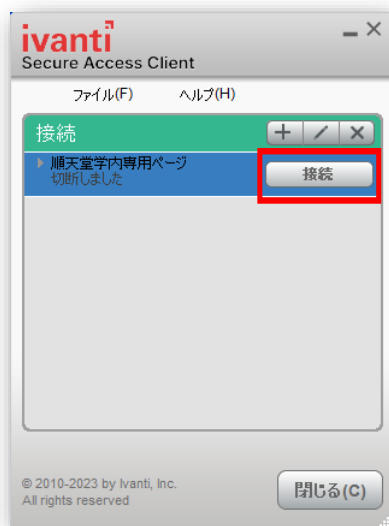 ivanti
Secure Access Client
ファイル(F) ヘルプ(H)
接続
順天堂学内専用ページ
切断しました
接続
© 2010-2023 by Ivanti, Inc.
All rights reserved
閉じる(C)